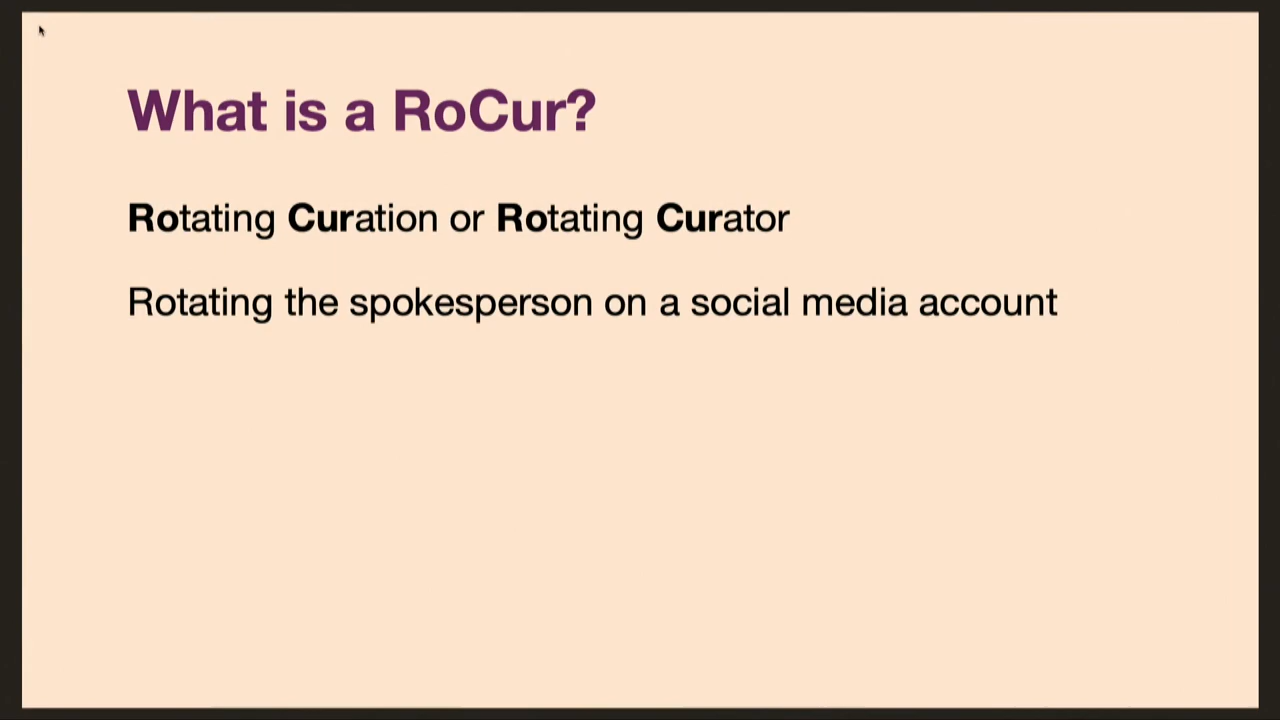 What is a RoCur?
Rotating Curation or Rotating Curator
Rotating the spokesperson on a social media account